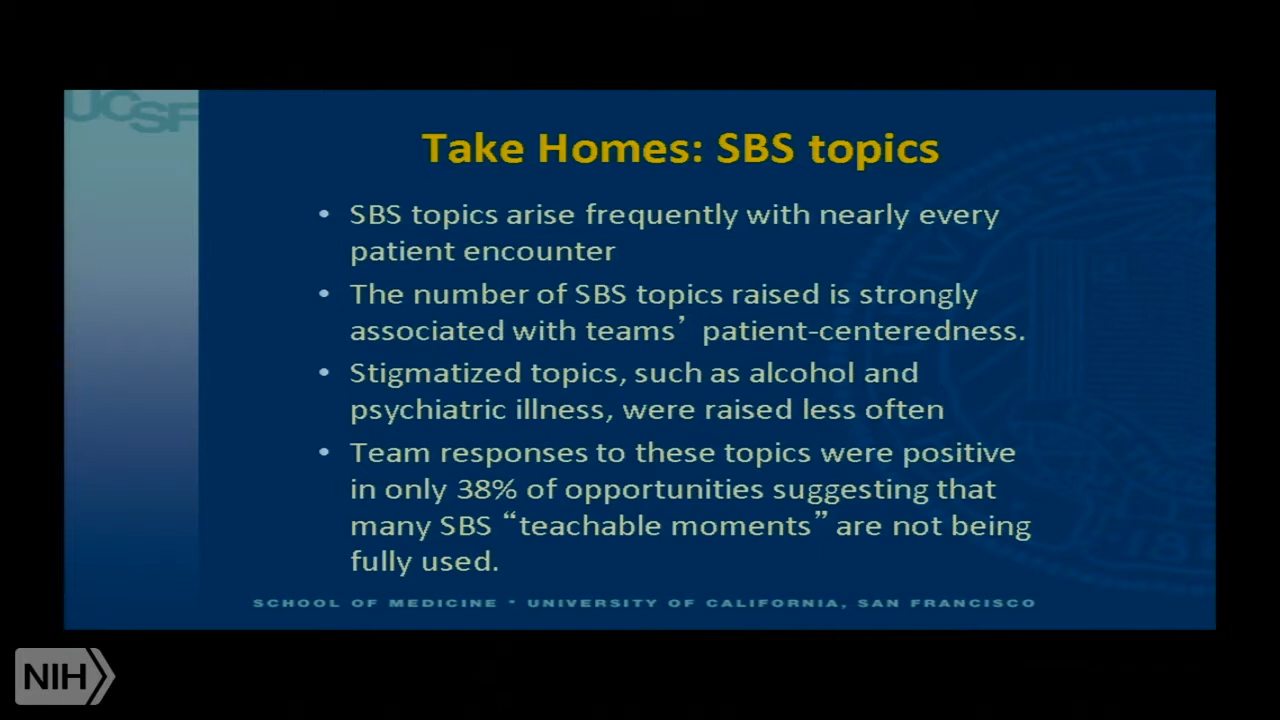 UCSF
Take Homes: SBS topics
• SBS topics arise frequently with nearly every
patient encounter
• The number of SBS topics raised is strongly
associated with teams’ patient-centeredness.
• Stigmatized topics, such as alcohol and
psychiatric illness, were raised less often
• Team responses to these topics were positive
in only 38% of opportunities suggesting that
many SBS “teachable moments” are not being
fully used.
SCHOOL OF MEDICINE • UNIVERSITY OF CALIFORNIA, SAN FRANCISCO
NIH